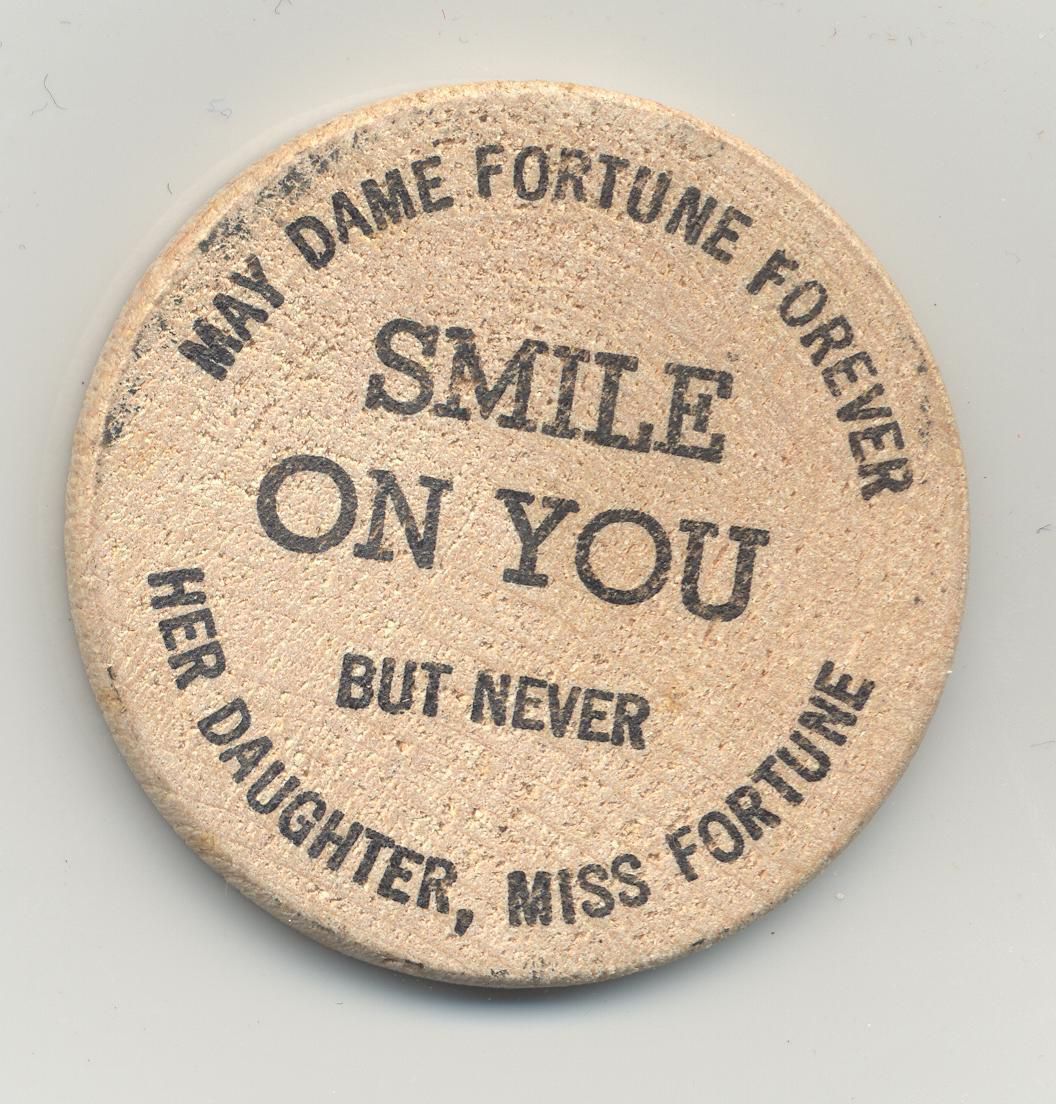 MAY DAME FORTUNE FOREVER
SMILE
ON YOU
BUT NEVER
HER DAUGHTER, MISS FORTUNE